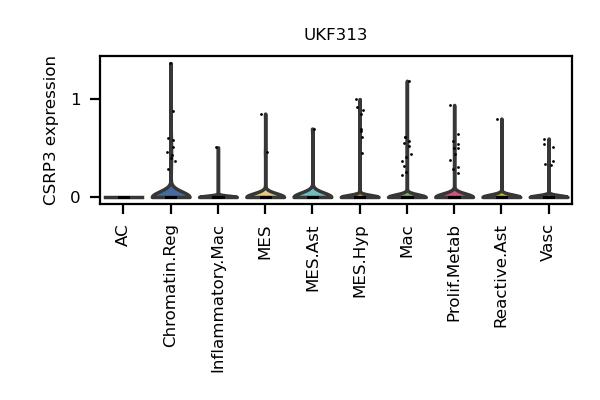 UKF313
CSRP3 expression
1
0
AC
Chromatin.Reg
Inflammatory.Mac
MES
MES.Ast
MES.Hyp
Mac
Prolif.Metab
Reactive.Ast
Vasc